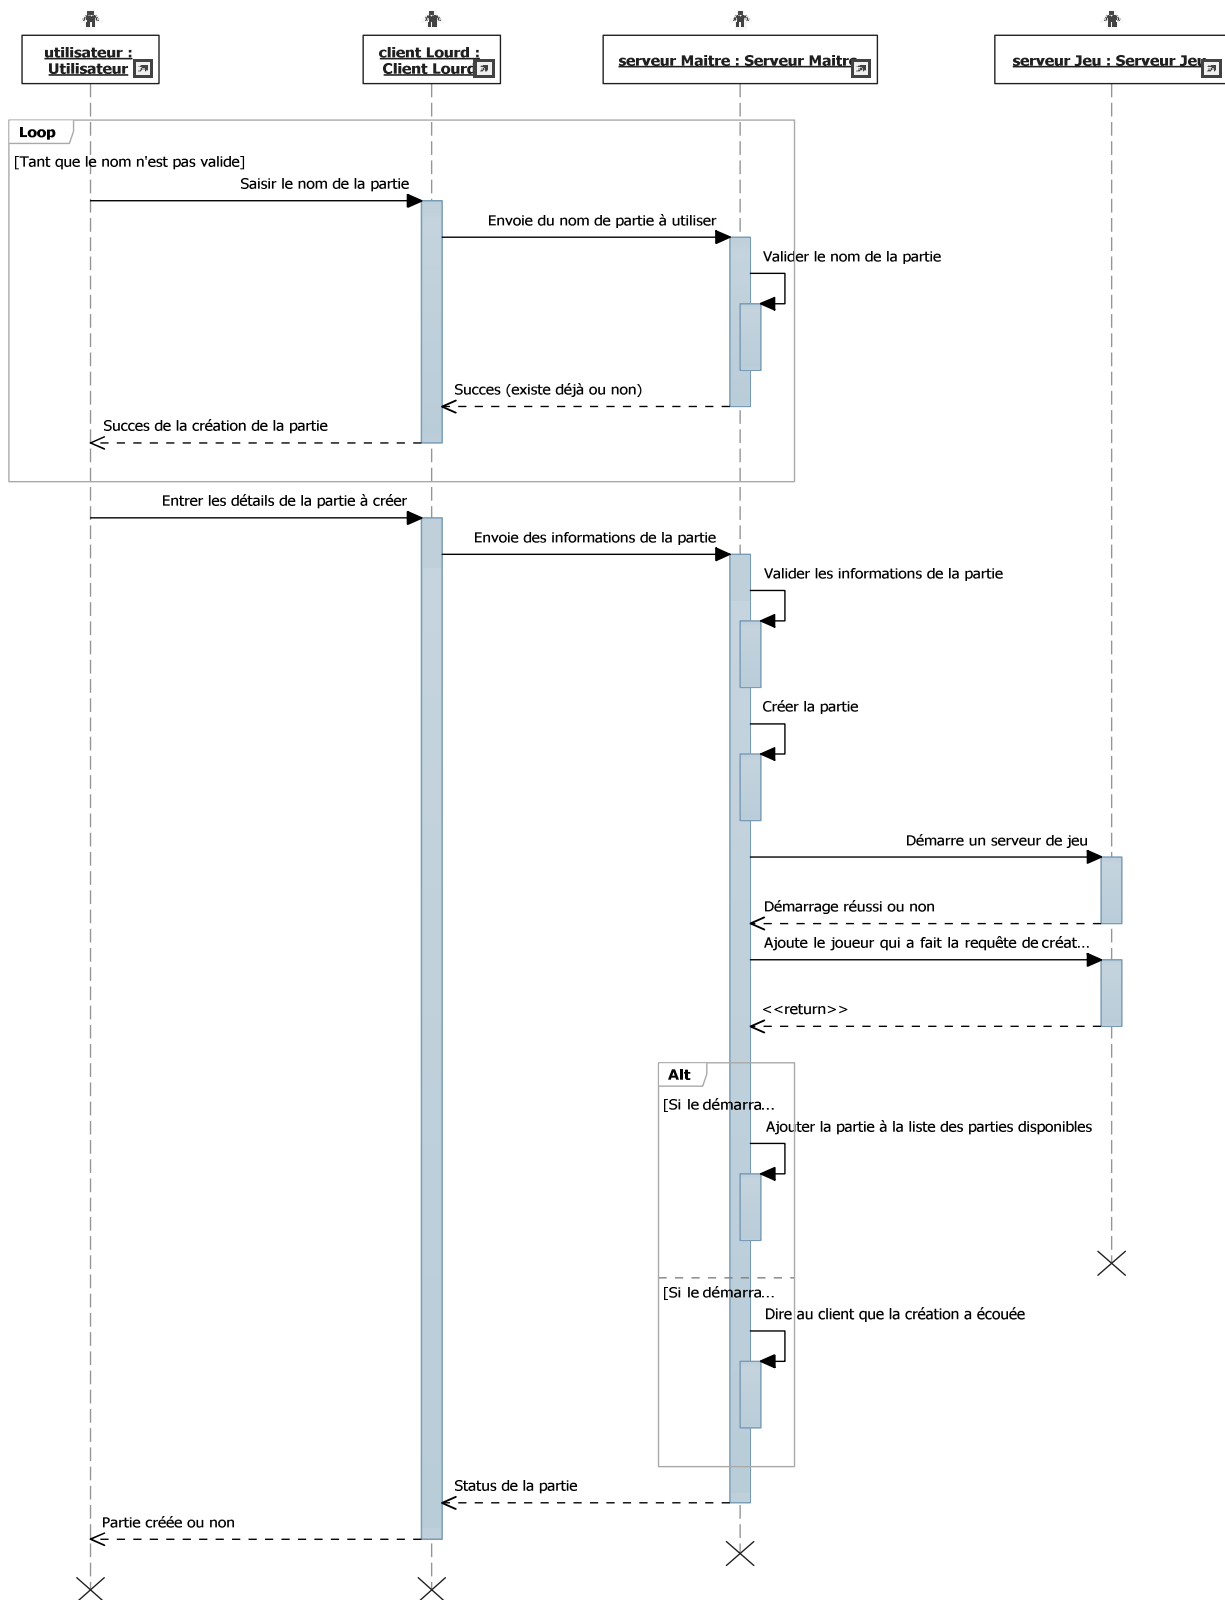 utilisateur :
Utilisateur
client Lourd :
Client Lourd
serveur Maitre : Serveur Maitre
serveur Jeu : Serveur Jeu
Loop
[Tant que le nom n'est pas valide]
Saisir le nom de la partie
Envoie du nom de partie à utiliser
Valider le nom de la partie
Succes (existe déjà ou non)
Succes de la création de la partie
Entrer les détails de la partie à créer
Envoie des informations de la partie
Valider les informations de la partie
Créer la partie
Démarre un serveur de jeu
Démarrage réussi ou non
Ajoute le joueur qui a fait la requête de créat...
<<return>>
Alt
[Si le démarra...
Ajouter la partie à la liste des parties disponibles
[Si le démarra...
Dire au client que la création a écouée
Status de la partie
Partie créée ou non